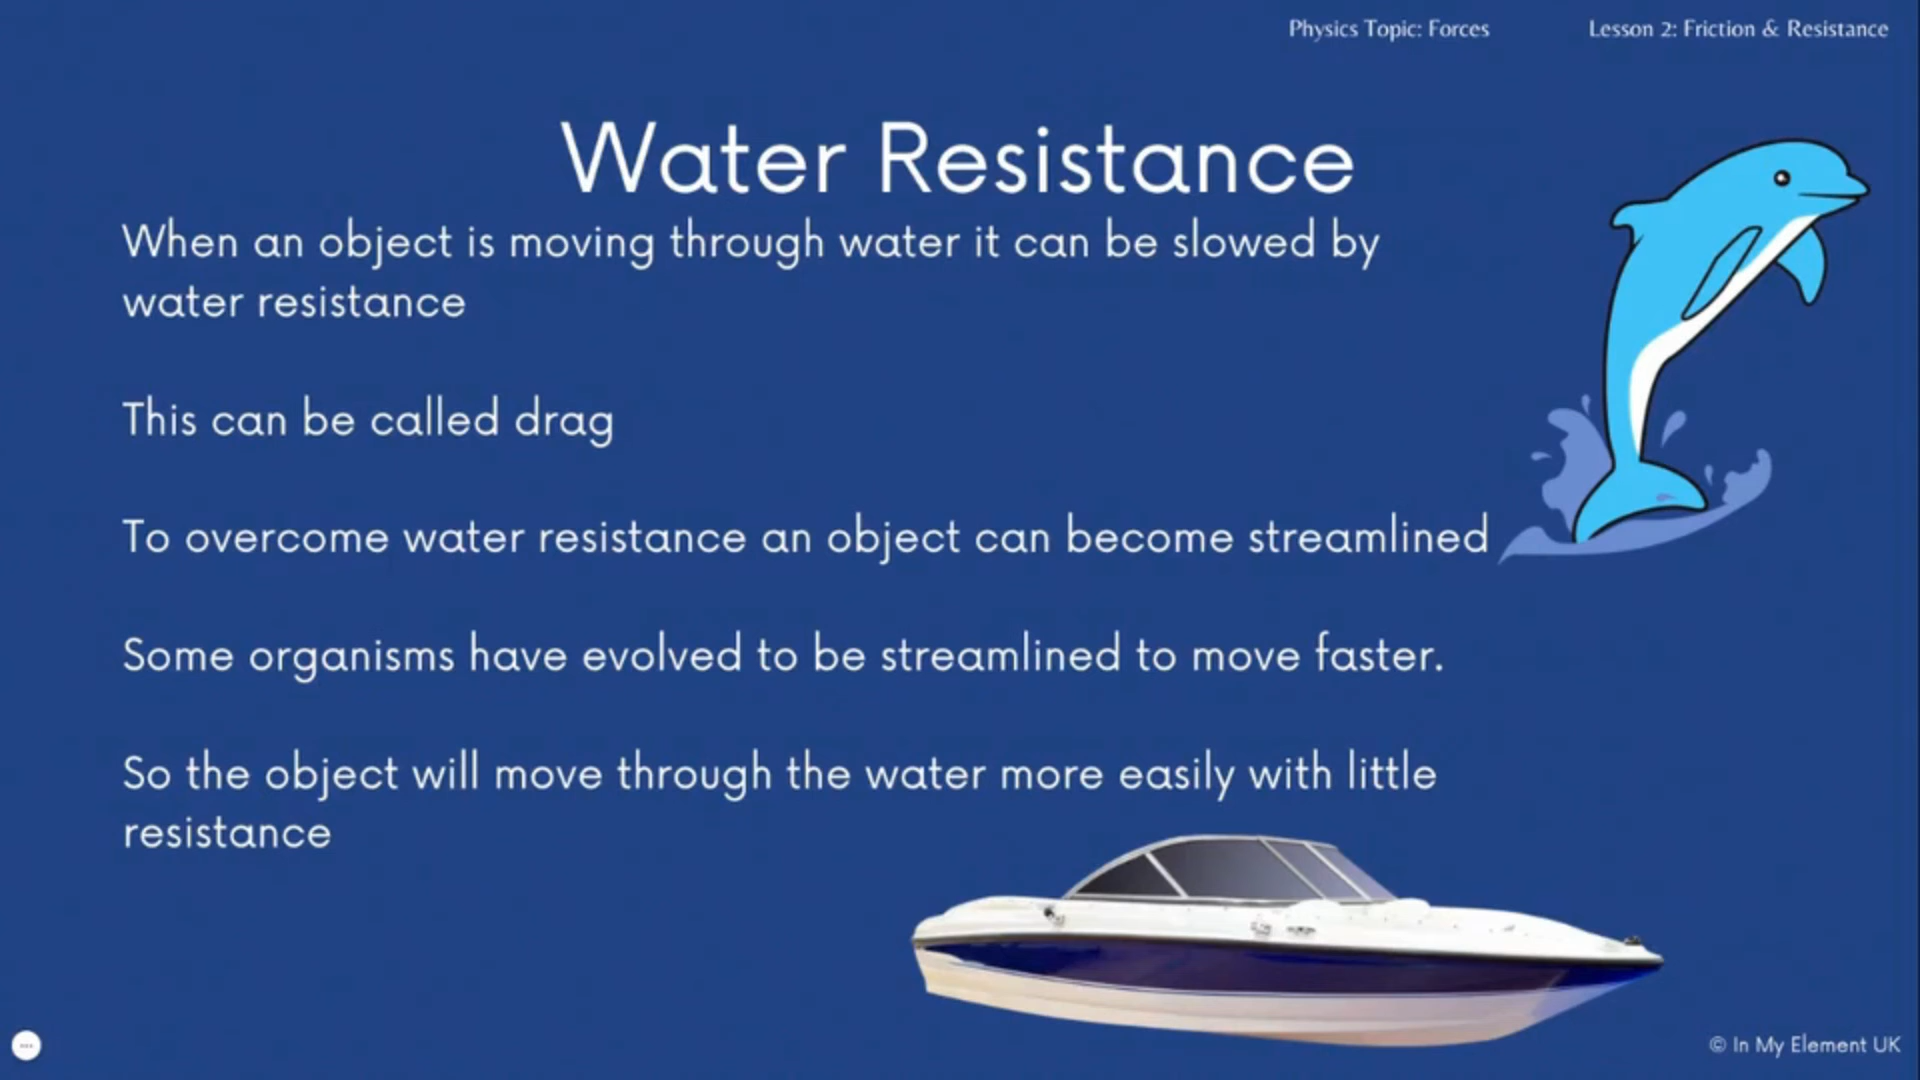 Physics Topic: Forces
Lesson 2: Friction & Resistance
Water Resistance
When an object is moving through water it can be slowed by
water resistance
This can be called drag
To overcome water resistance an object can become streamlined
Some organisms have evolved to be streamlined to move faster.
So the object will move through the water more easily with little
resistance
© In My Element UK